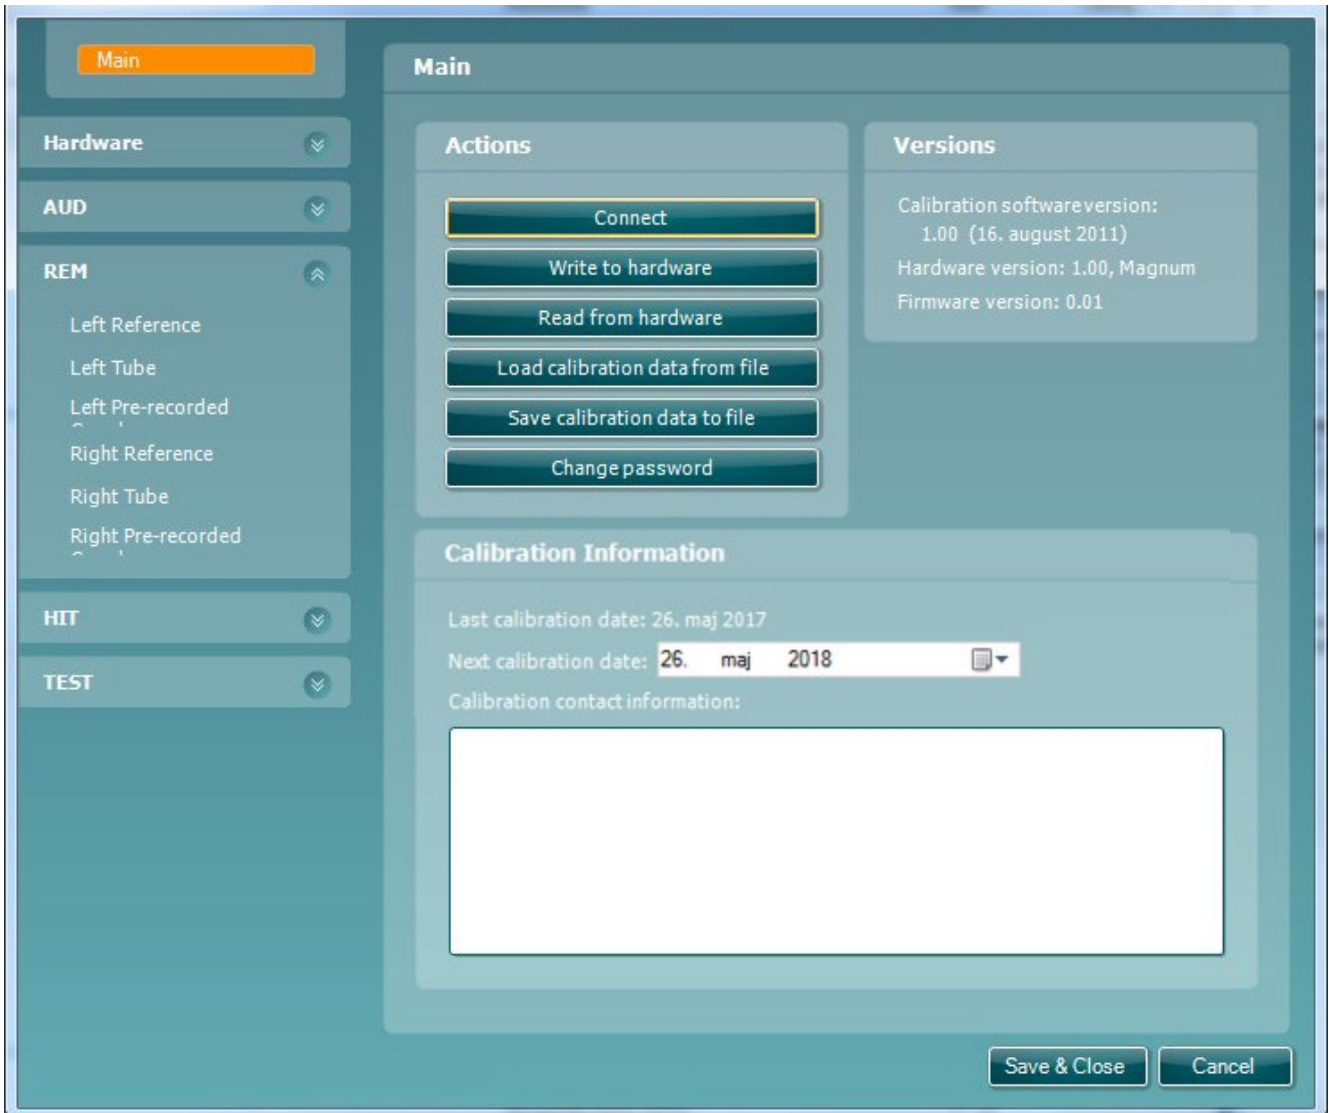 Main
Hardware
AUD
REM
Left Reference
Left Tube
Left Pre-recorded
Right Reference
Right Tube
Right Pre-recorded
HIT
TEST
Main
Actions
Connect
Write to hardware
Read from hardware
Load calibration data from file
Save calibration data to file
Change password
Versions
Calibration software version:
1.00 (16. august 2011)
Hardware version: 1.00, Magnum
Firmware version: 0.01
Calibration Information
Last calibration date: 26. maj 2017
Next calibration date: 26. maj 2018
Calibration contact information:
Save & Close
Cancel